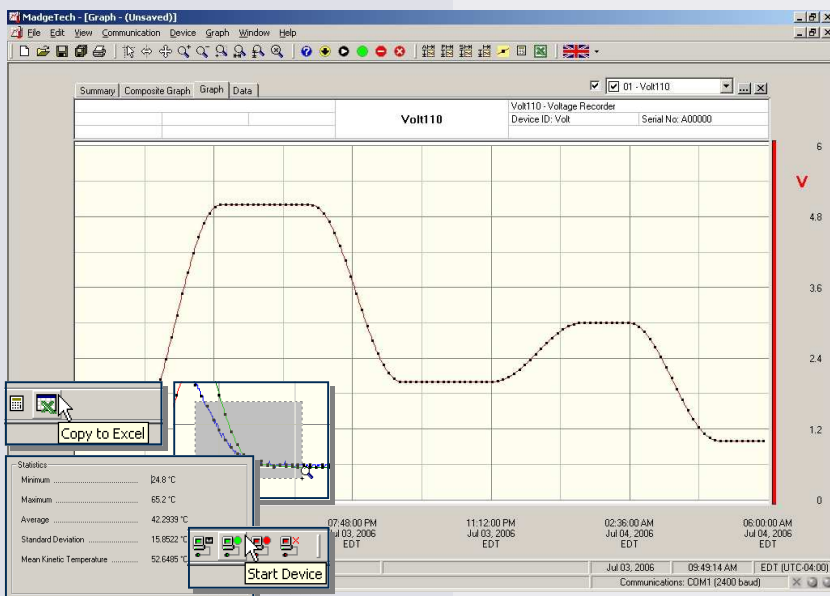 MadgeTech - [Graph - (Unsaved)]
File Edit View Communication Device Graph Window Help
Summary Composite Graph Graph Data
01 - Volt110
Volt110
Volt110 - Voltage Recorder
Device ID: Volt
Serial No: A00000
6
V
4.8
3.6
2.4
1.2
0
Copy to Excel
Statistics
Minimum 24.8 °C
Maximum 65.2 °C
Average 42.2939 °C
Standard Deviation 15.8522 °C
Mean Kinetic Temperature 52.6485 °C
Start Device
07:48:00 PM
Jul 03, 2006
EDT
11:12:00 PM
Jul 03, 2006
EDT
02:36:00 AM
Jul 04, 2006
EDT
06:00:00 AM
Jul 04, 2006
EDT
Jul 03, 2006
09:49:14 AM
EDT (UTC-04:00)
Communications: COM1 (2400 baud)